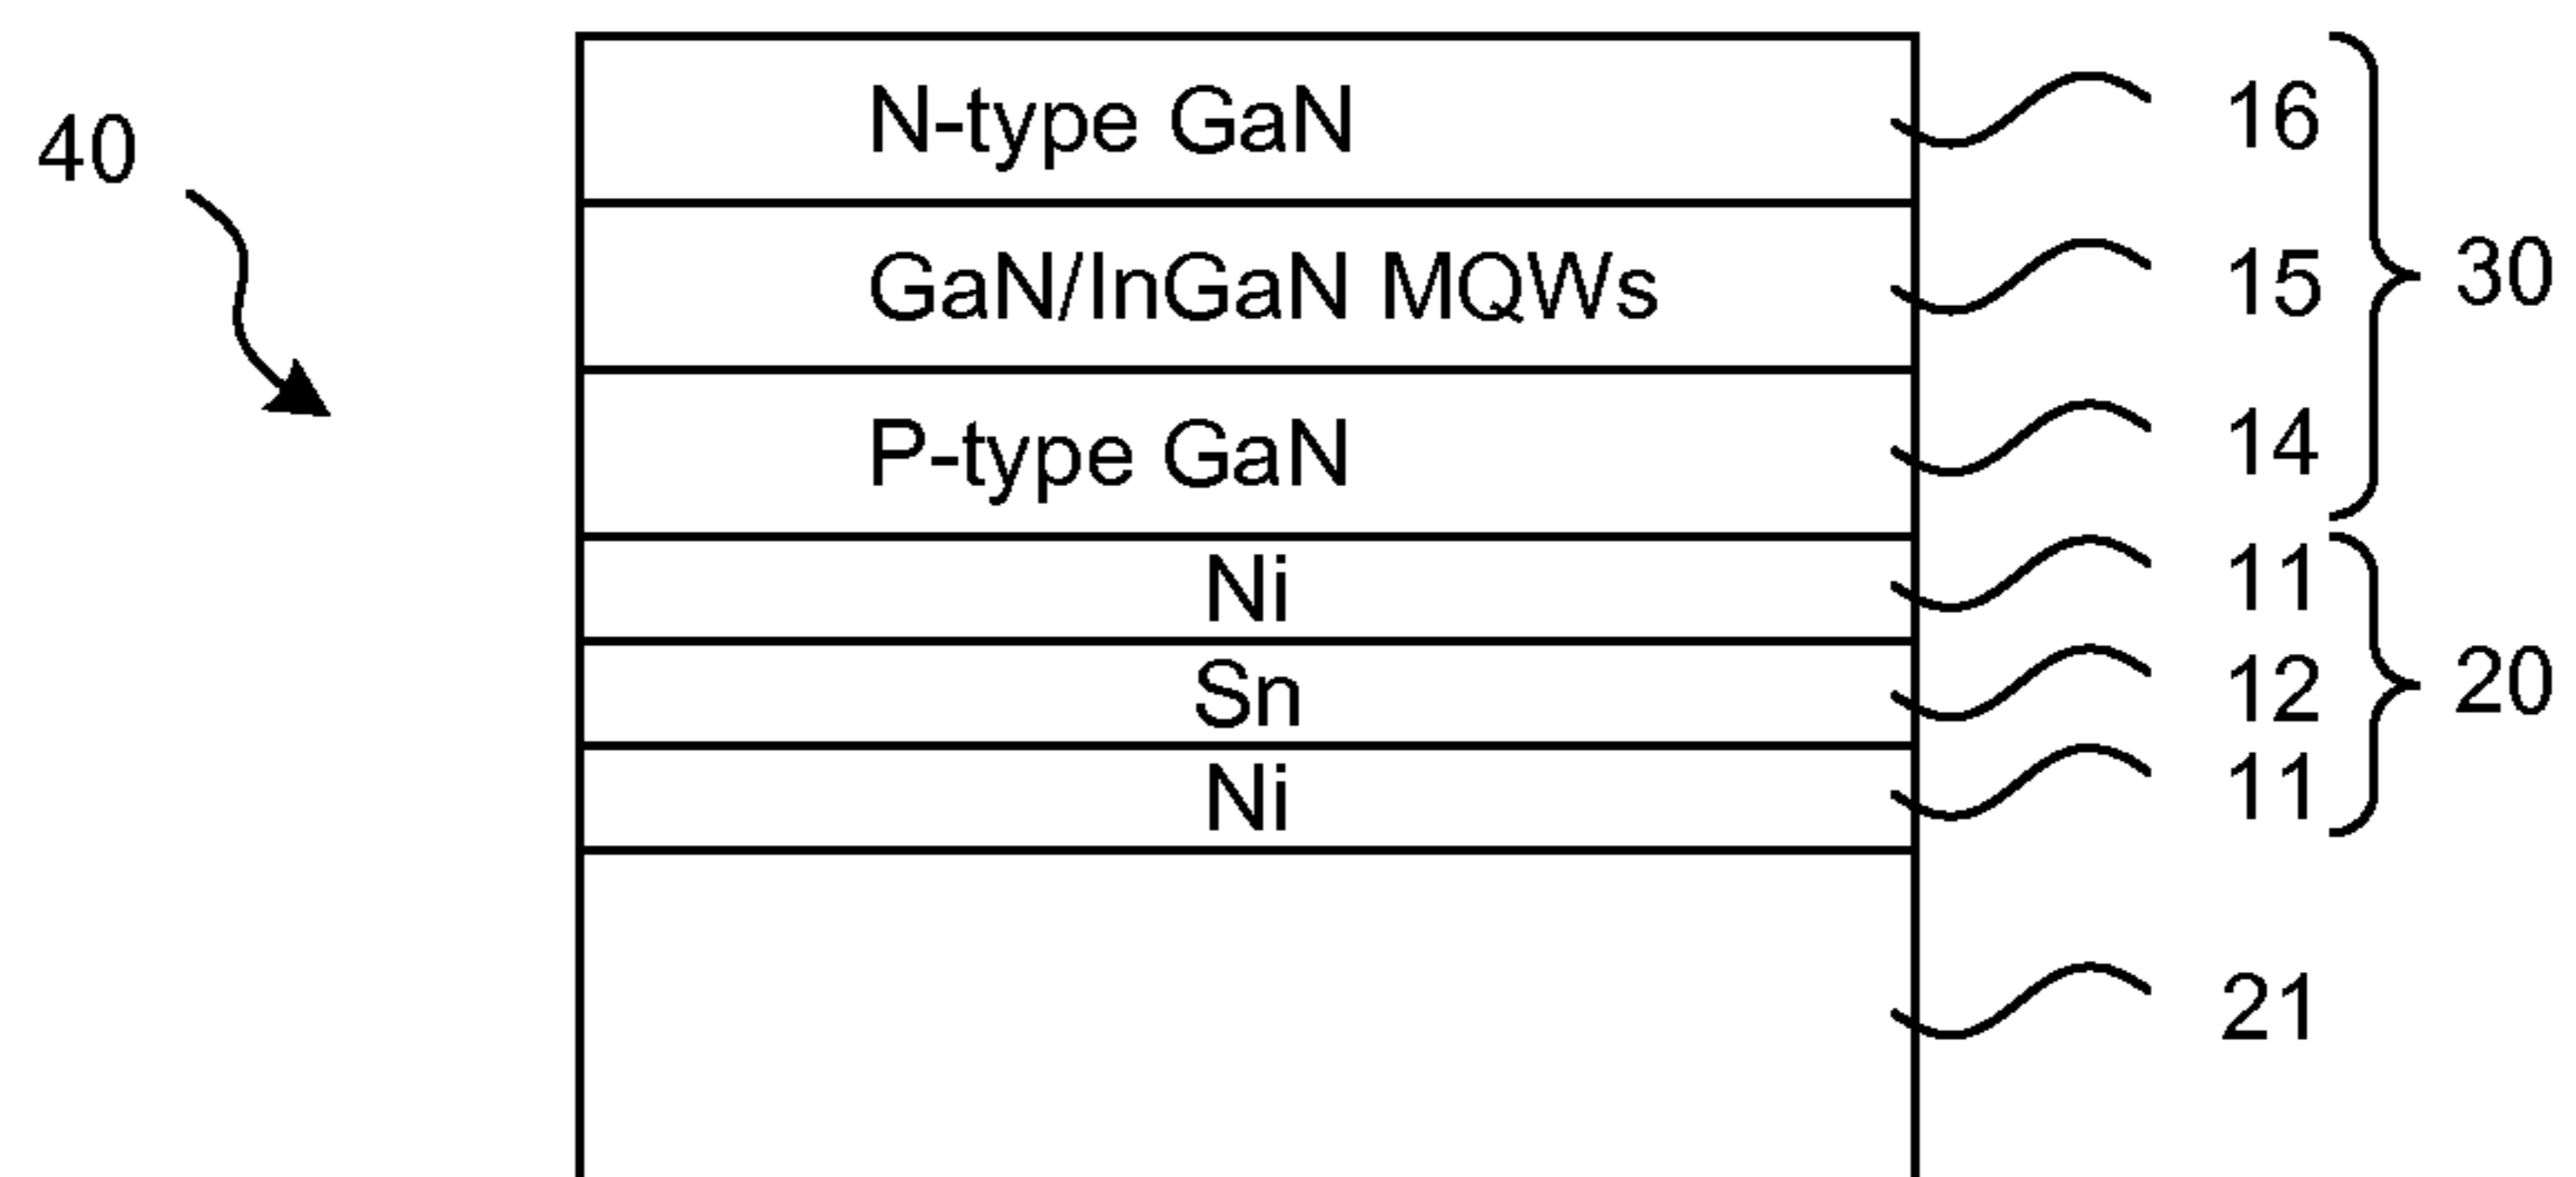 40
N-type GaN 16
GaN/InGaN MQWs 15
30
P-type GaN 14
Ni 11
Sn 12
20
Ni 11
21